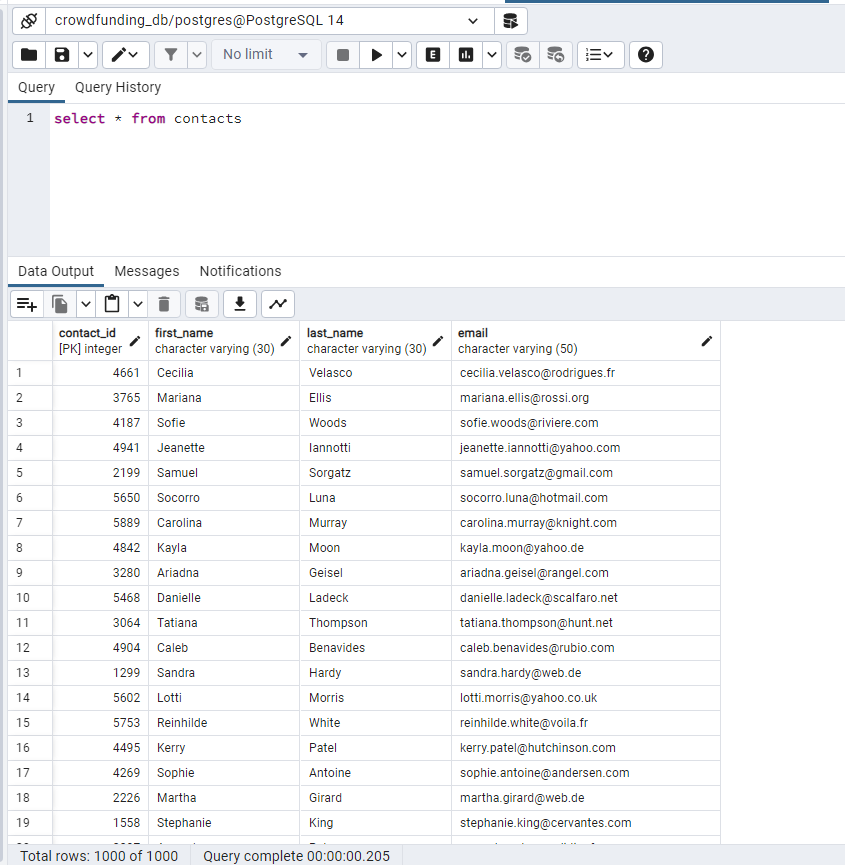 crowdfunding_db/postgres@PostgreSQL 14
No limit
E
Query Query History
1 select * from contacts
Data Output Messages Notifications
contact_id first_name last_name email
[PK] integer character varying (30) character varying (30) character varying (50)
1 4661 Cecilia Velasco cecilia.velasco@rodrigues.fr
2 3765 Mariana Ellis mariana.ellis@rossi.org
3 4187 Sofie Woods sofie.woods@riviere.com
4 4941 Jeanette Iannotti jeanette.iannotti@yahoo.com
5 2199 Samuel Sorgatz samuel.sorgatz@gmail.com
6 5650 Socorro Luna socorro.luna@hotmail.com
7 5889 Carolina Murray carolina.murray@knight.com
8 4842 Kayla Moon kayla.moon@yahoo.de
9 3280 Ariadna Geisel ariadna.geisel@rangel.com
10 5468 Danielle Ladeck danielle.ladeck@scalfaro.net
11 3064 Tatiana Thompson tatiana.thompson@hunt.net
12 4904 Caleb Benavides caleb.benavides@rubio.com
13 1299 Sandra Hardy sandra.hardy@web.de
14 5602 Lotti Morris lotti.morris@yahoo.co.uk
15 5753 Reinhilde White reinhilde.white@voila.fr
16 4495 Kerry Patel kerry.patel@hutchinson.com
17 4269 Sophie Antoine sophie.antoine@andersen.com
18 2226 Martha Girard martha.girard@web.de
19 1558 Stephanie King stephanie.king@cervantes.com
Total rows: 1000 of 1000 Query complete 00:00:00.205